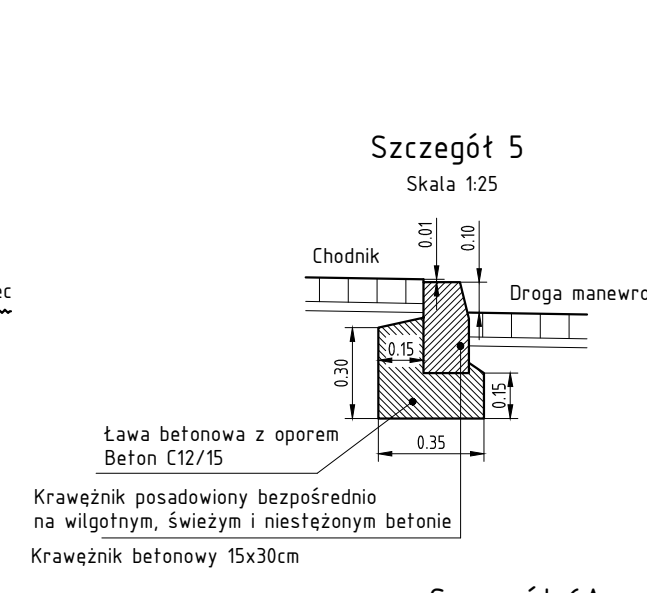 Szczegół 5
Skala 1:25
0.01
0.10
Chodnik
ec
Droga manewro
0.15
0.30
0.15
0.35
Ława betonowa z oporem
Beton C12/15
Krawężnik posadowiony bezpośrednio
na wilgotnym, świeżym i niestężonym betonie
Krawężnik betonowy 15x30cm